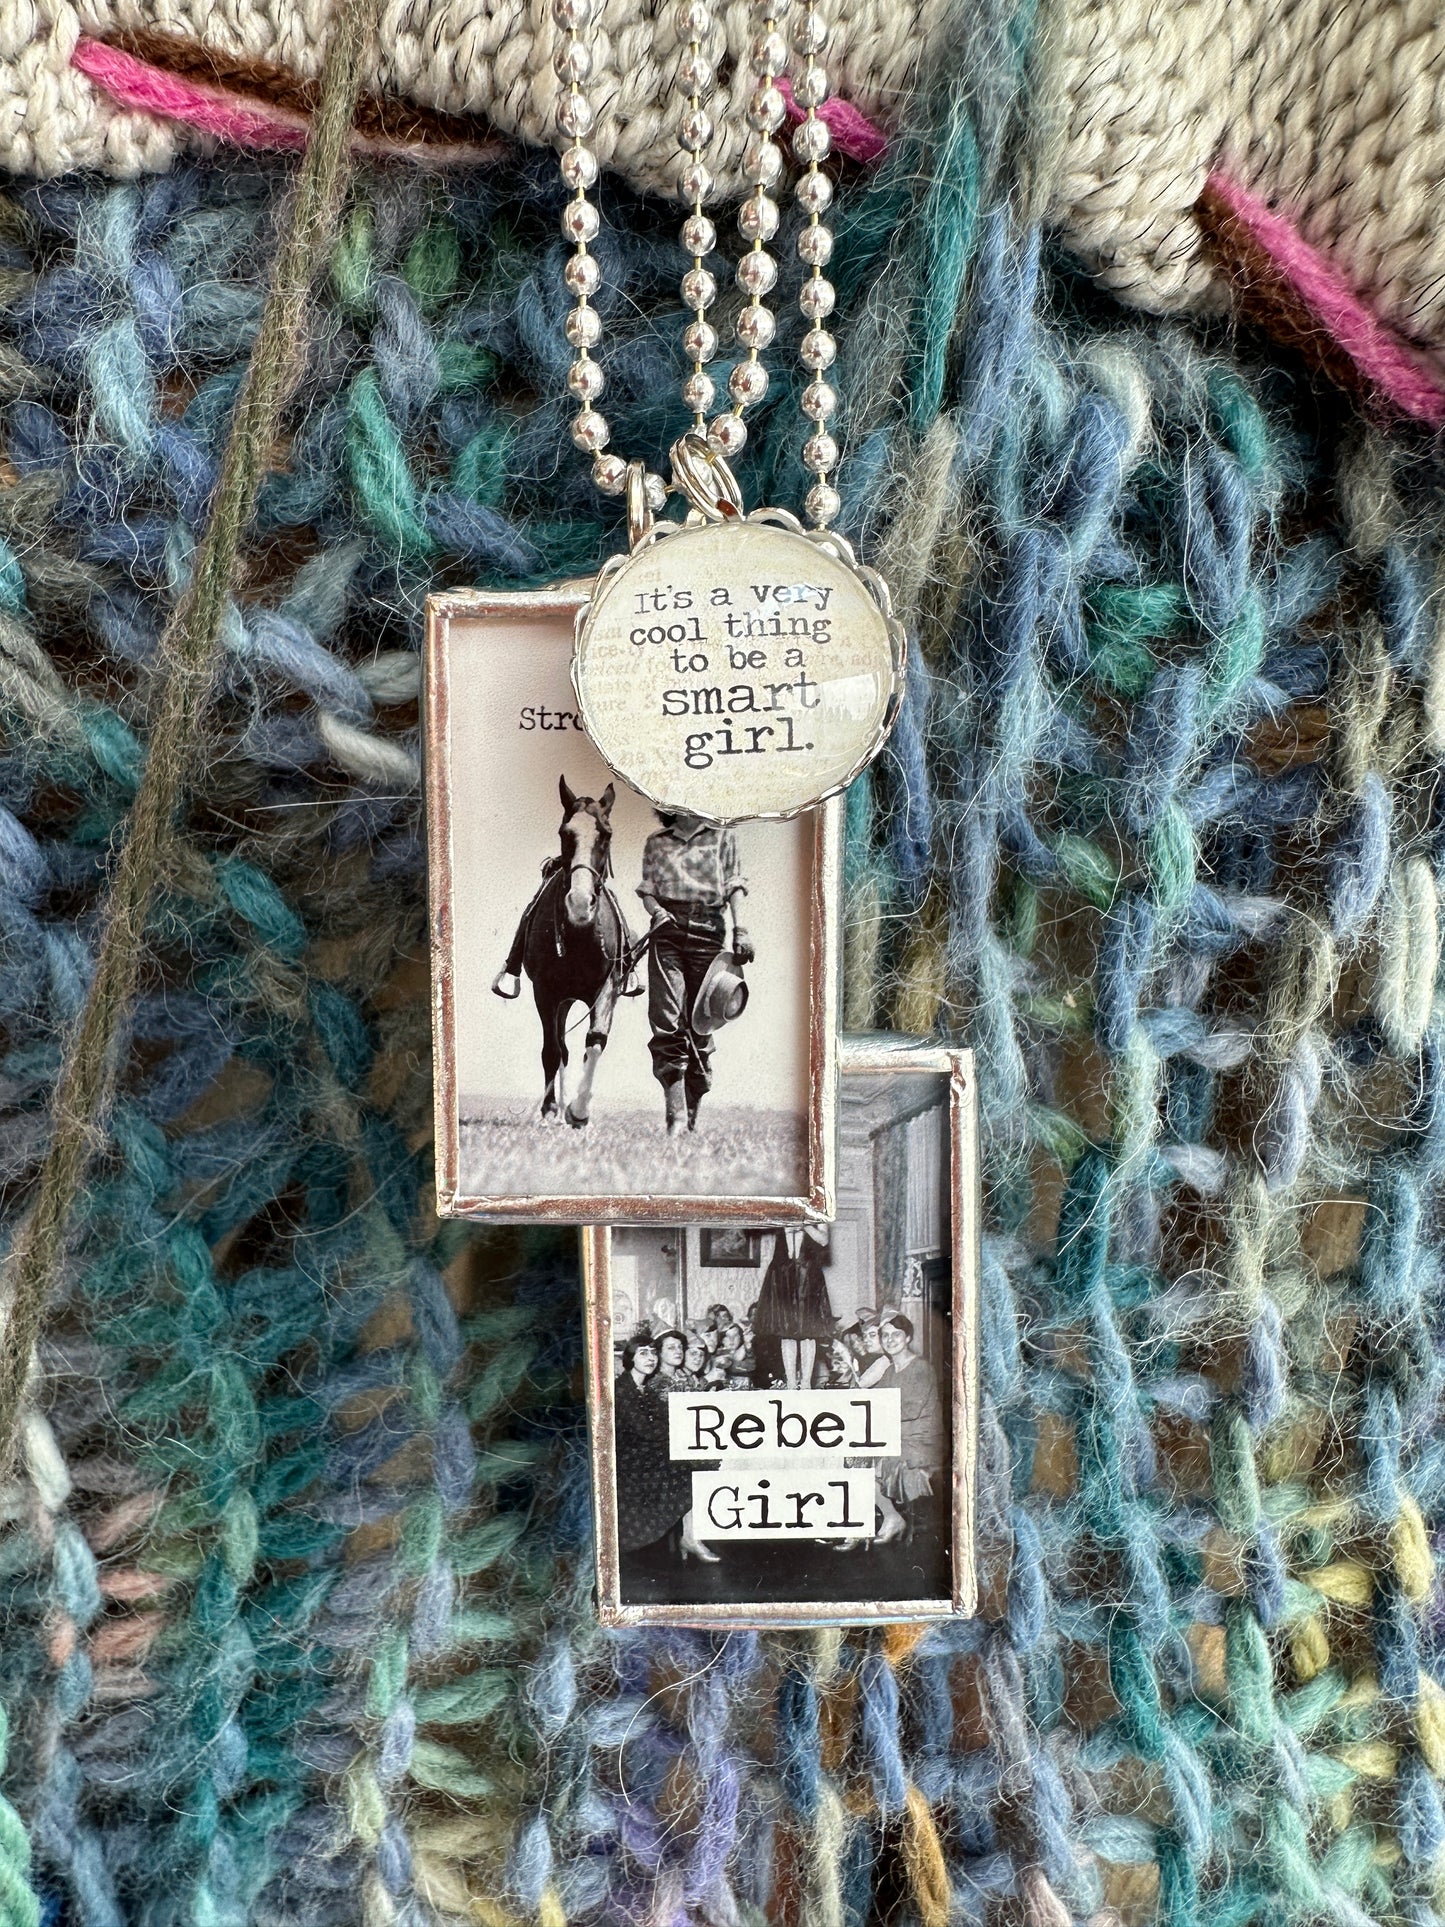 It's a very
cool thing
to be a
smart
girl.
Rebel
Girl